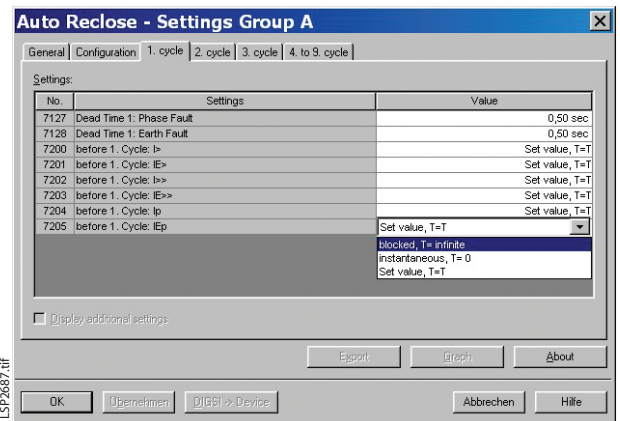 Auto Reclose - Settings Group A
General Configuration 1. cycle 2. cycle 3. cycle 4. to 9. cycle
Settings:
No. Settings Value
7127 Dead Time 1: Phase Fault 0,50 sec
7128 Dead Time 1: Earth Fault 0,50 sec
7200 before 1. Cycle: I> Set value, T=T
7201 before 1. Cycle: IE> Set value, T=T
7202 before 1. Cycle: I>> Set value, T=T
7203 before 1. Cycle: IE>> Set value, T=T
7204 before 1. Cycle: Ip Set value, T=T
7205 before 1. Cycle: IEp Set value, T=T
blocked, T= infinite
instantaneous, T= 0
Set value, T=T
Display additional settings
Export Graph About
OK Übernehmen DIGSI -> Device Abbrechen Hilfe
LSP2687.tif